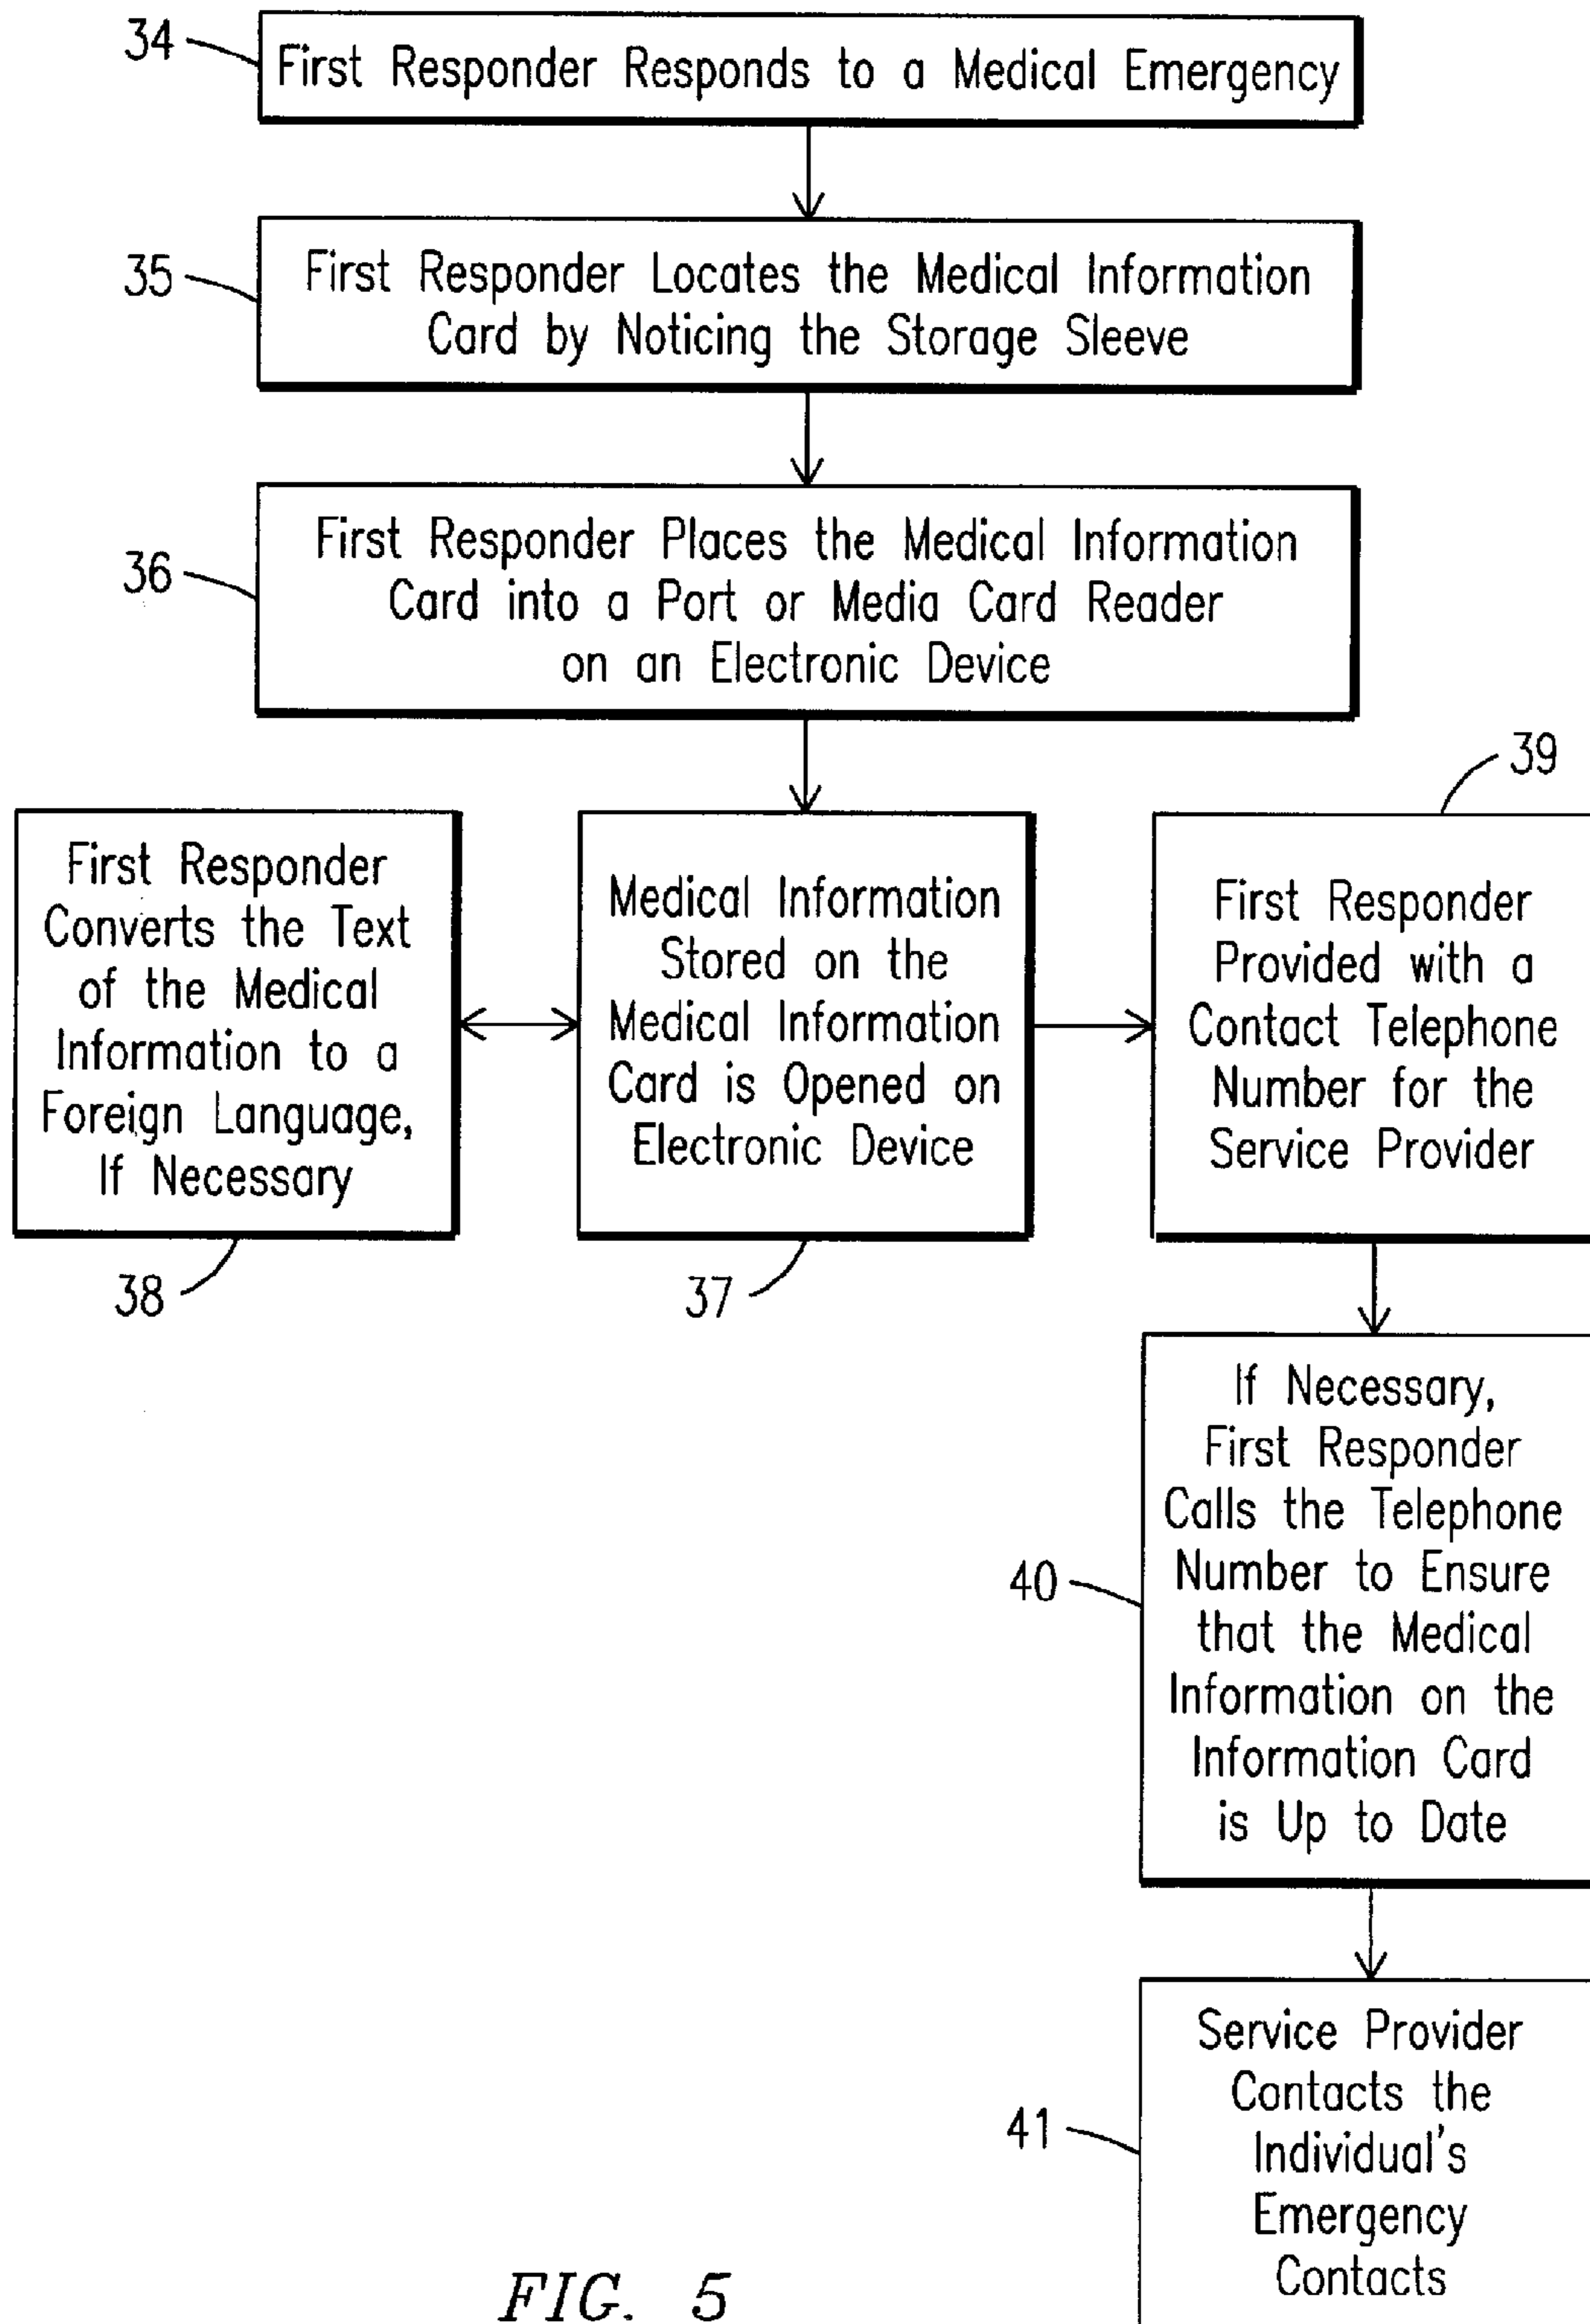 34
First Responder Responds to a Medical Emergency
35
First Responder Locates the Medical Information
Card by Noticing the Storage Sleeve
36
First Responder Places the Medical Information
Card into a Port or Media Card Reader
on an Electronic Device
First Responder
Converts the Text
of the Medical
Information to a
Foreign Language,
If Necessary
38
Medical Information
Stored on the
Medical Information
Card is Opened on
Electronic Device
37
39
First Responder
Provided with a
Contact Telephone
Number for the
Service Provider
40
If Necessary,
First Responder
Calls the Telephone
Number to Ensure
that the Medical
Information on the
Information Card
is Up to Date
41
Service Provider
Contacts the
Individual's
Emergency
Contacts
FIG. 5